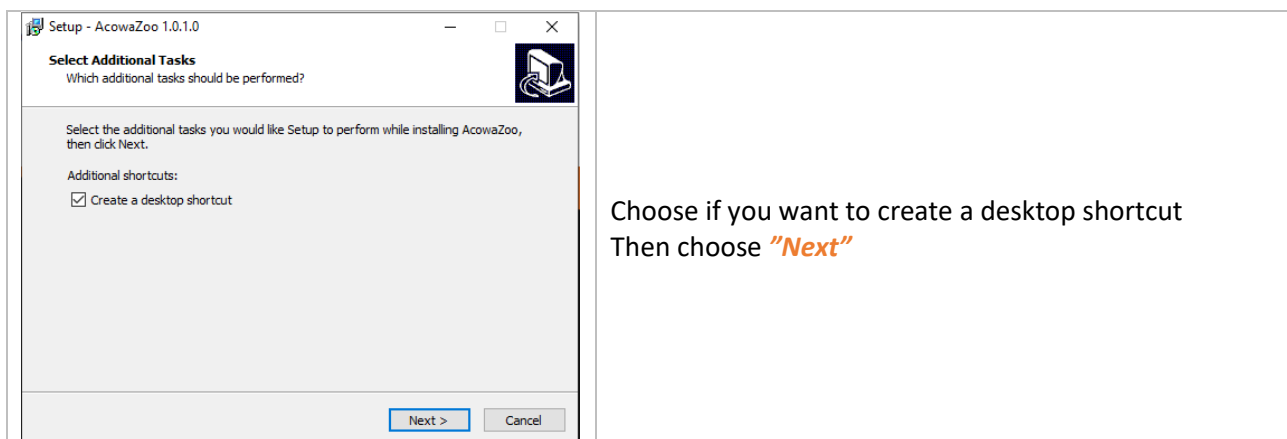 Setup - AcowaZoo 1.0.1.0
Select Additional Tasks
Which additional tasks should be performed?
Select the additional tasks you would like Setup to perform while installing AcowaZoo,
then click Next.
Additional shortcuts:
Create a desktop shortcut
Next >
Cancel
Choose if you want to create a desktop shortcut
Then choose ”Next”